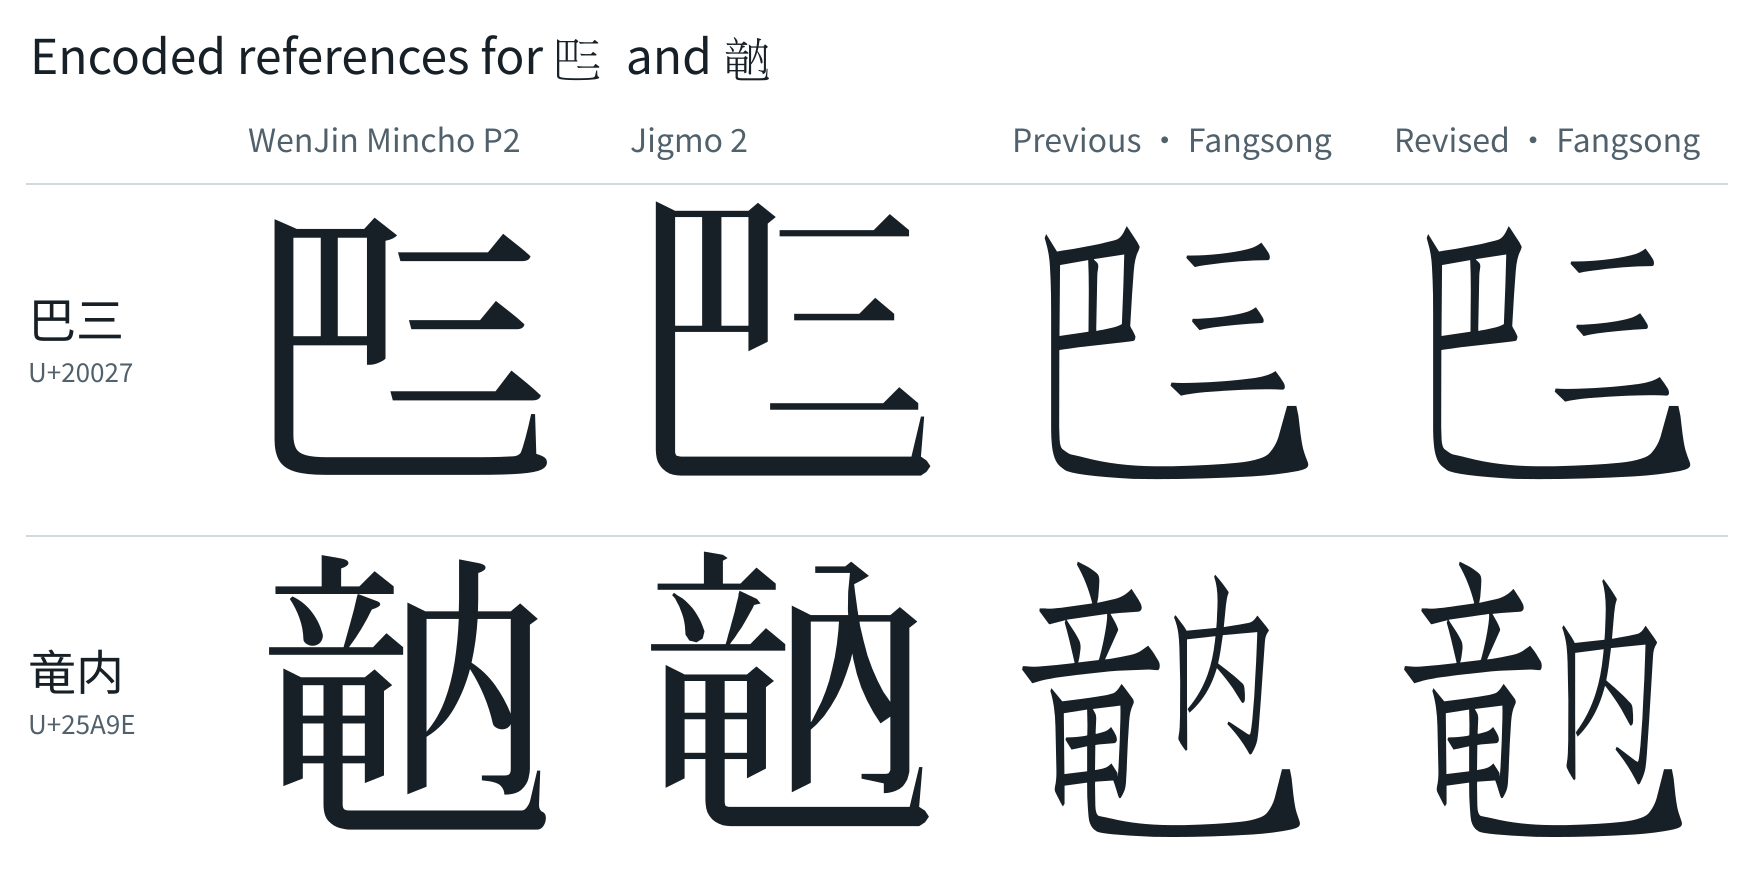 Encoded references for 𠀧 and 𥪞
WenJin Mincho P2 Jigmo 2 Previous · Fangsong Revised · Fangsong
巴三 𠀧 𠀧 𠀧 𠀧
U+20027
竜内 𥪞 𥪞 𥪞 𥪞
U+25A9E